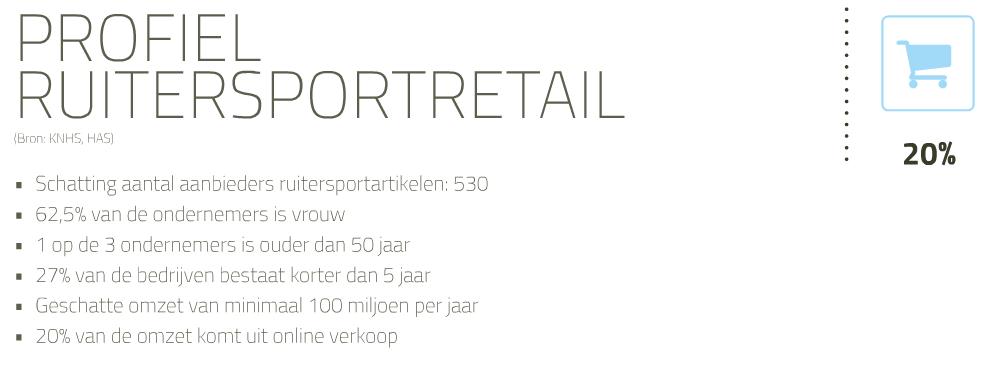 PROFIEL
RUITERSPORTRETAIL
(Bron: KNHS, HAS)
▪ Schatting aantal aanbieders ruitersportartikelen: 530
▪ 62,5% van de ondernemers is vrouw
▪ 1 op de 3 ondernemers is ouder dan 50 jaar
▪ 27% van de bedrijven bestaat korter dan 5 jaar
▪ Geschatte omzet van minimaal 100 miljoen per jaar
▪ 20% van de omzet komt uit online verkoop
20%